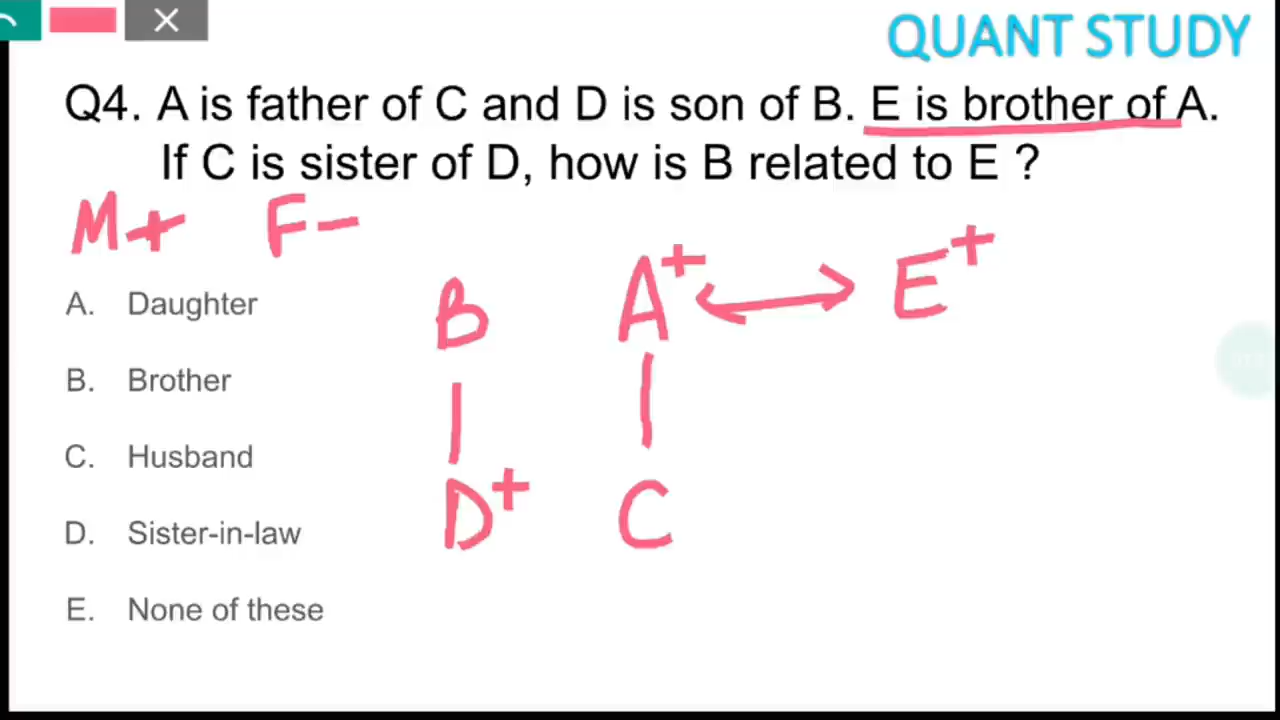 QUANT STUDY
Q4. A is father of C and D is son of B. E is brother of A.
If C is sister of D, how is B related to E ?
M+ F-
A. Daughter
B. Brother
C. Husband
D. Sister-in-law
E. None of these
B A+ E+
D+ C